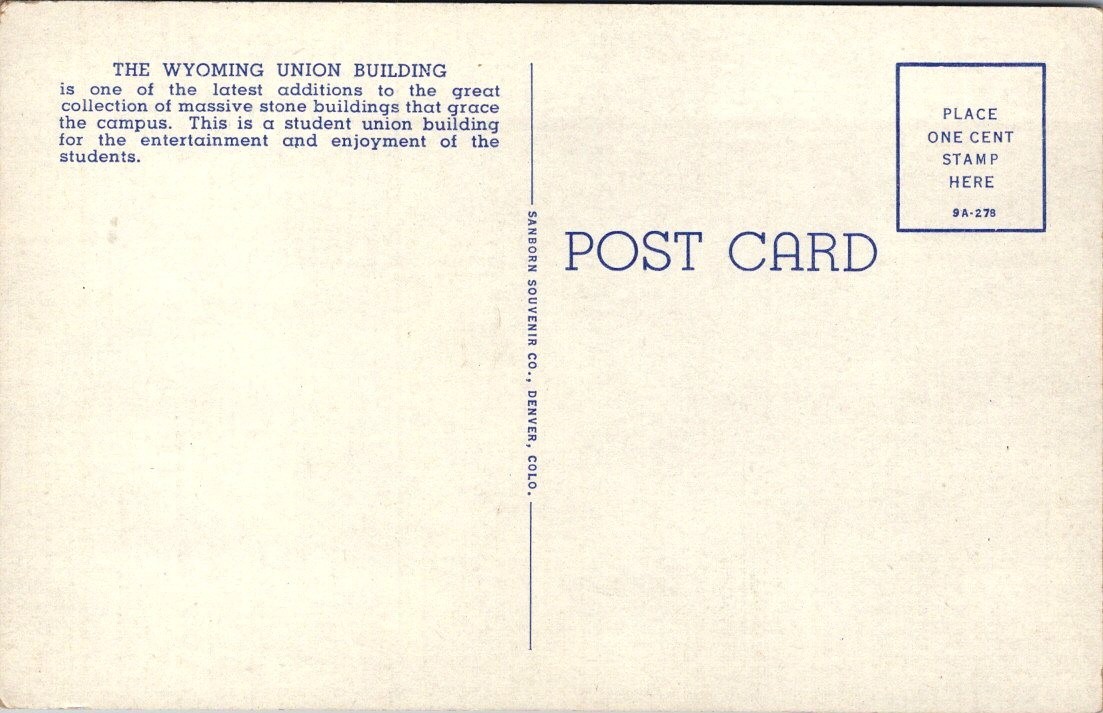 THE WYOMING UNION BUILDING
is one of the latest additions to the great
collection of massive stone buildings that grace
the campus. This is a student union building
for the entertainment and enjoyment of the
students.
SANBORN SOUVENIR CO., DENVER, COLO.
POST CARD
PLACE
ONE CENT
STAMP
HERE
9A-278